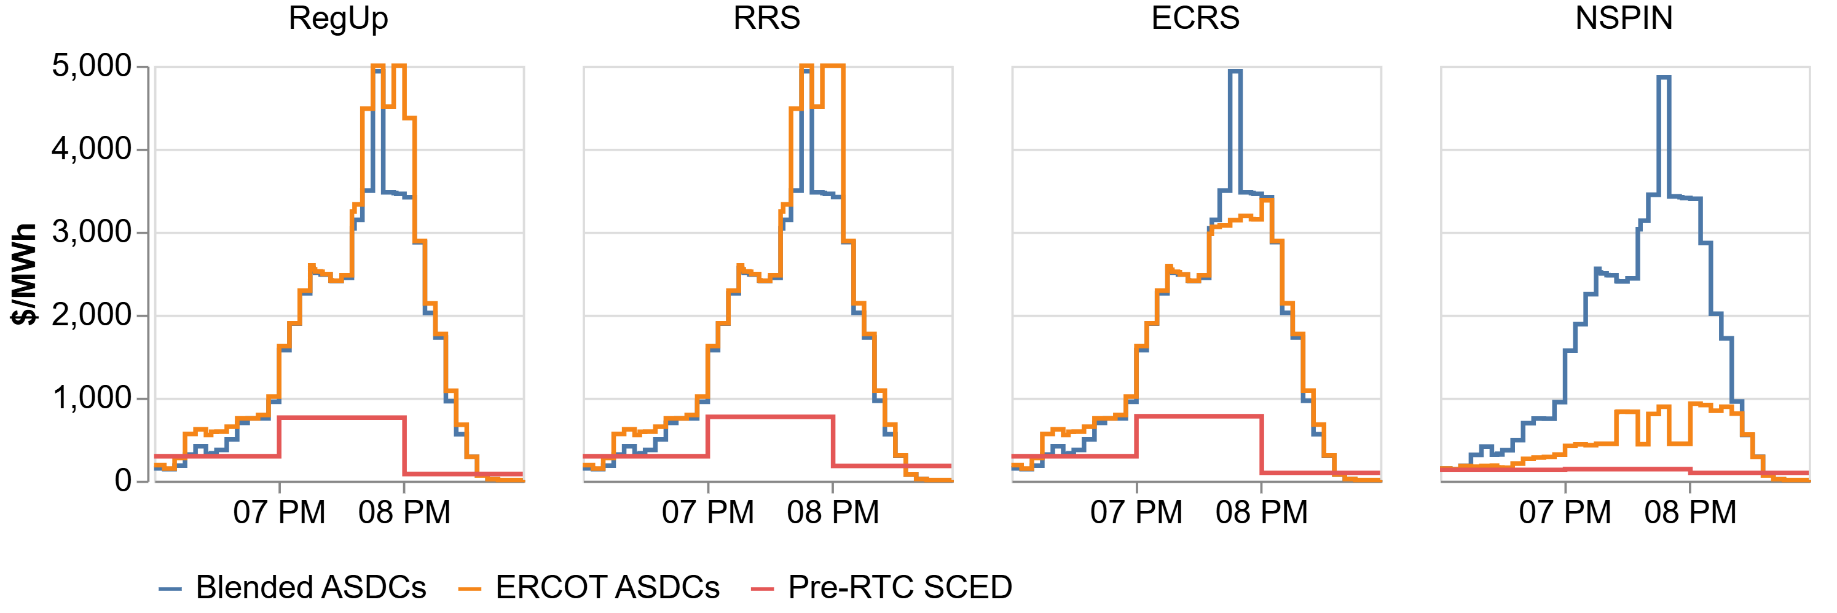 RegUp RRS ECRS NSPIN
$/MWh
5,000
4,000
3,000
2,000
1,000
0
07 PM 08 PM 07 PM 08 PM 07 PM 08 PM 07 PM 08 PM
Blended ASDCs ERCOT ASDCs Pre-RTC SCED